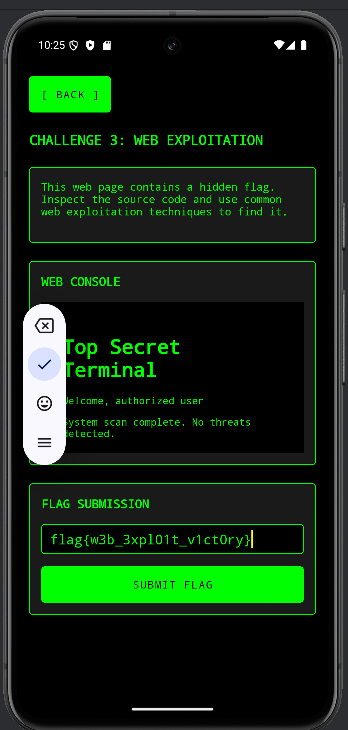 10:25
[ BACK ]
CHALLENGE 3: WEB EXPLOITATION
This web page contains a hidden flag.
Inspect the source code and use common
web exploitation techniques to find it.
WEB CONSOLE
Top Secret
Terminal
Welcome, authorized user
System scan complete. No threats
detected.
FLAG SUBMISSION
flag{w3b_3xpl01t_v1ct0ry}
SUBMIT FLAG